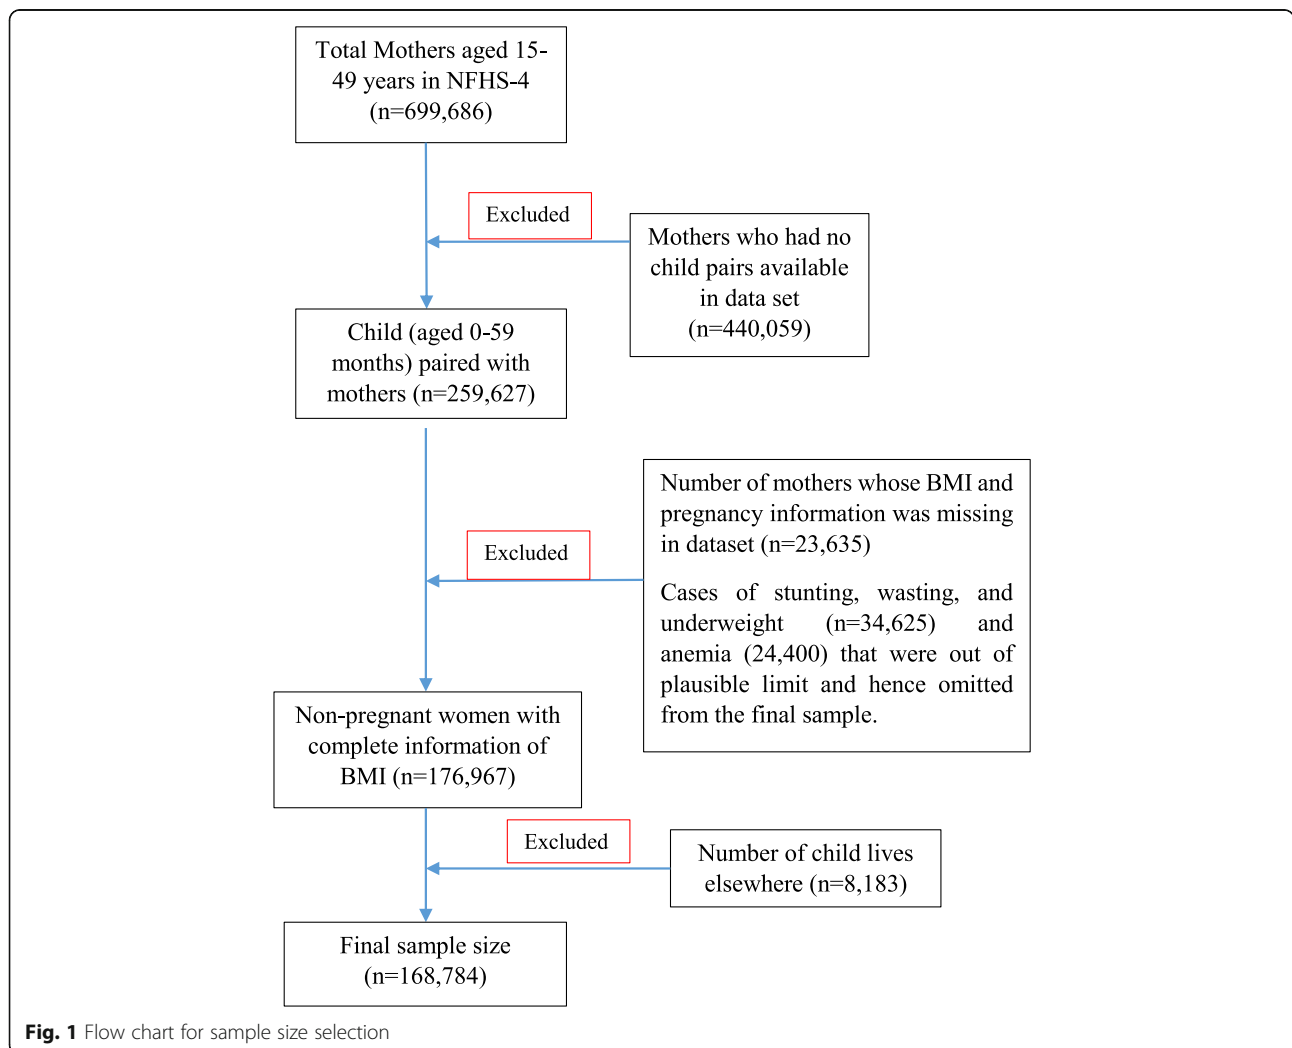 Total Mothers aged 15-
49 years in NFHS-4
(n=699,686)
Excluded
Mothers who had no
child pairs available
in data set
(n=440,059)
Child (aged 0-59
months) paired with
mothers (n=259,627)
Number of mothers whose BMI and
pregnancy information was missing
in dataset (n=23,635)
Excluded
Cases of stunting, wasting, and
underweight (n=34,625) and
anemia (24,400) that were out of
plausible limit and hence omitted
from the final sample.
Non-pregnant women with
complete information of
BMI (n=176,967)
Excluded
Number of child lives
elsewhere (n=8,183)
Final sample size
(n=168,784)
Fig. 1 Flow chart for sample size selection